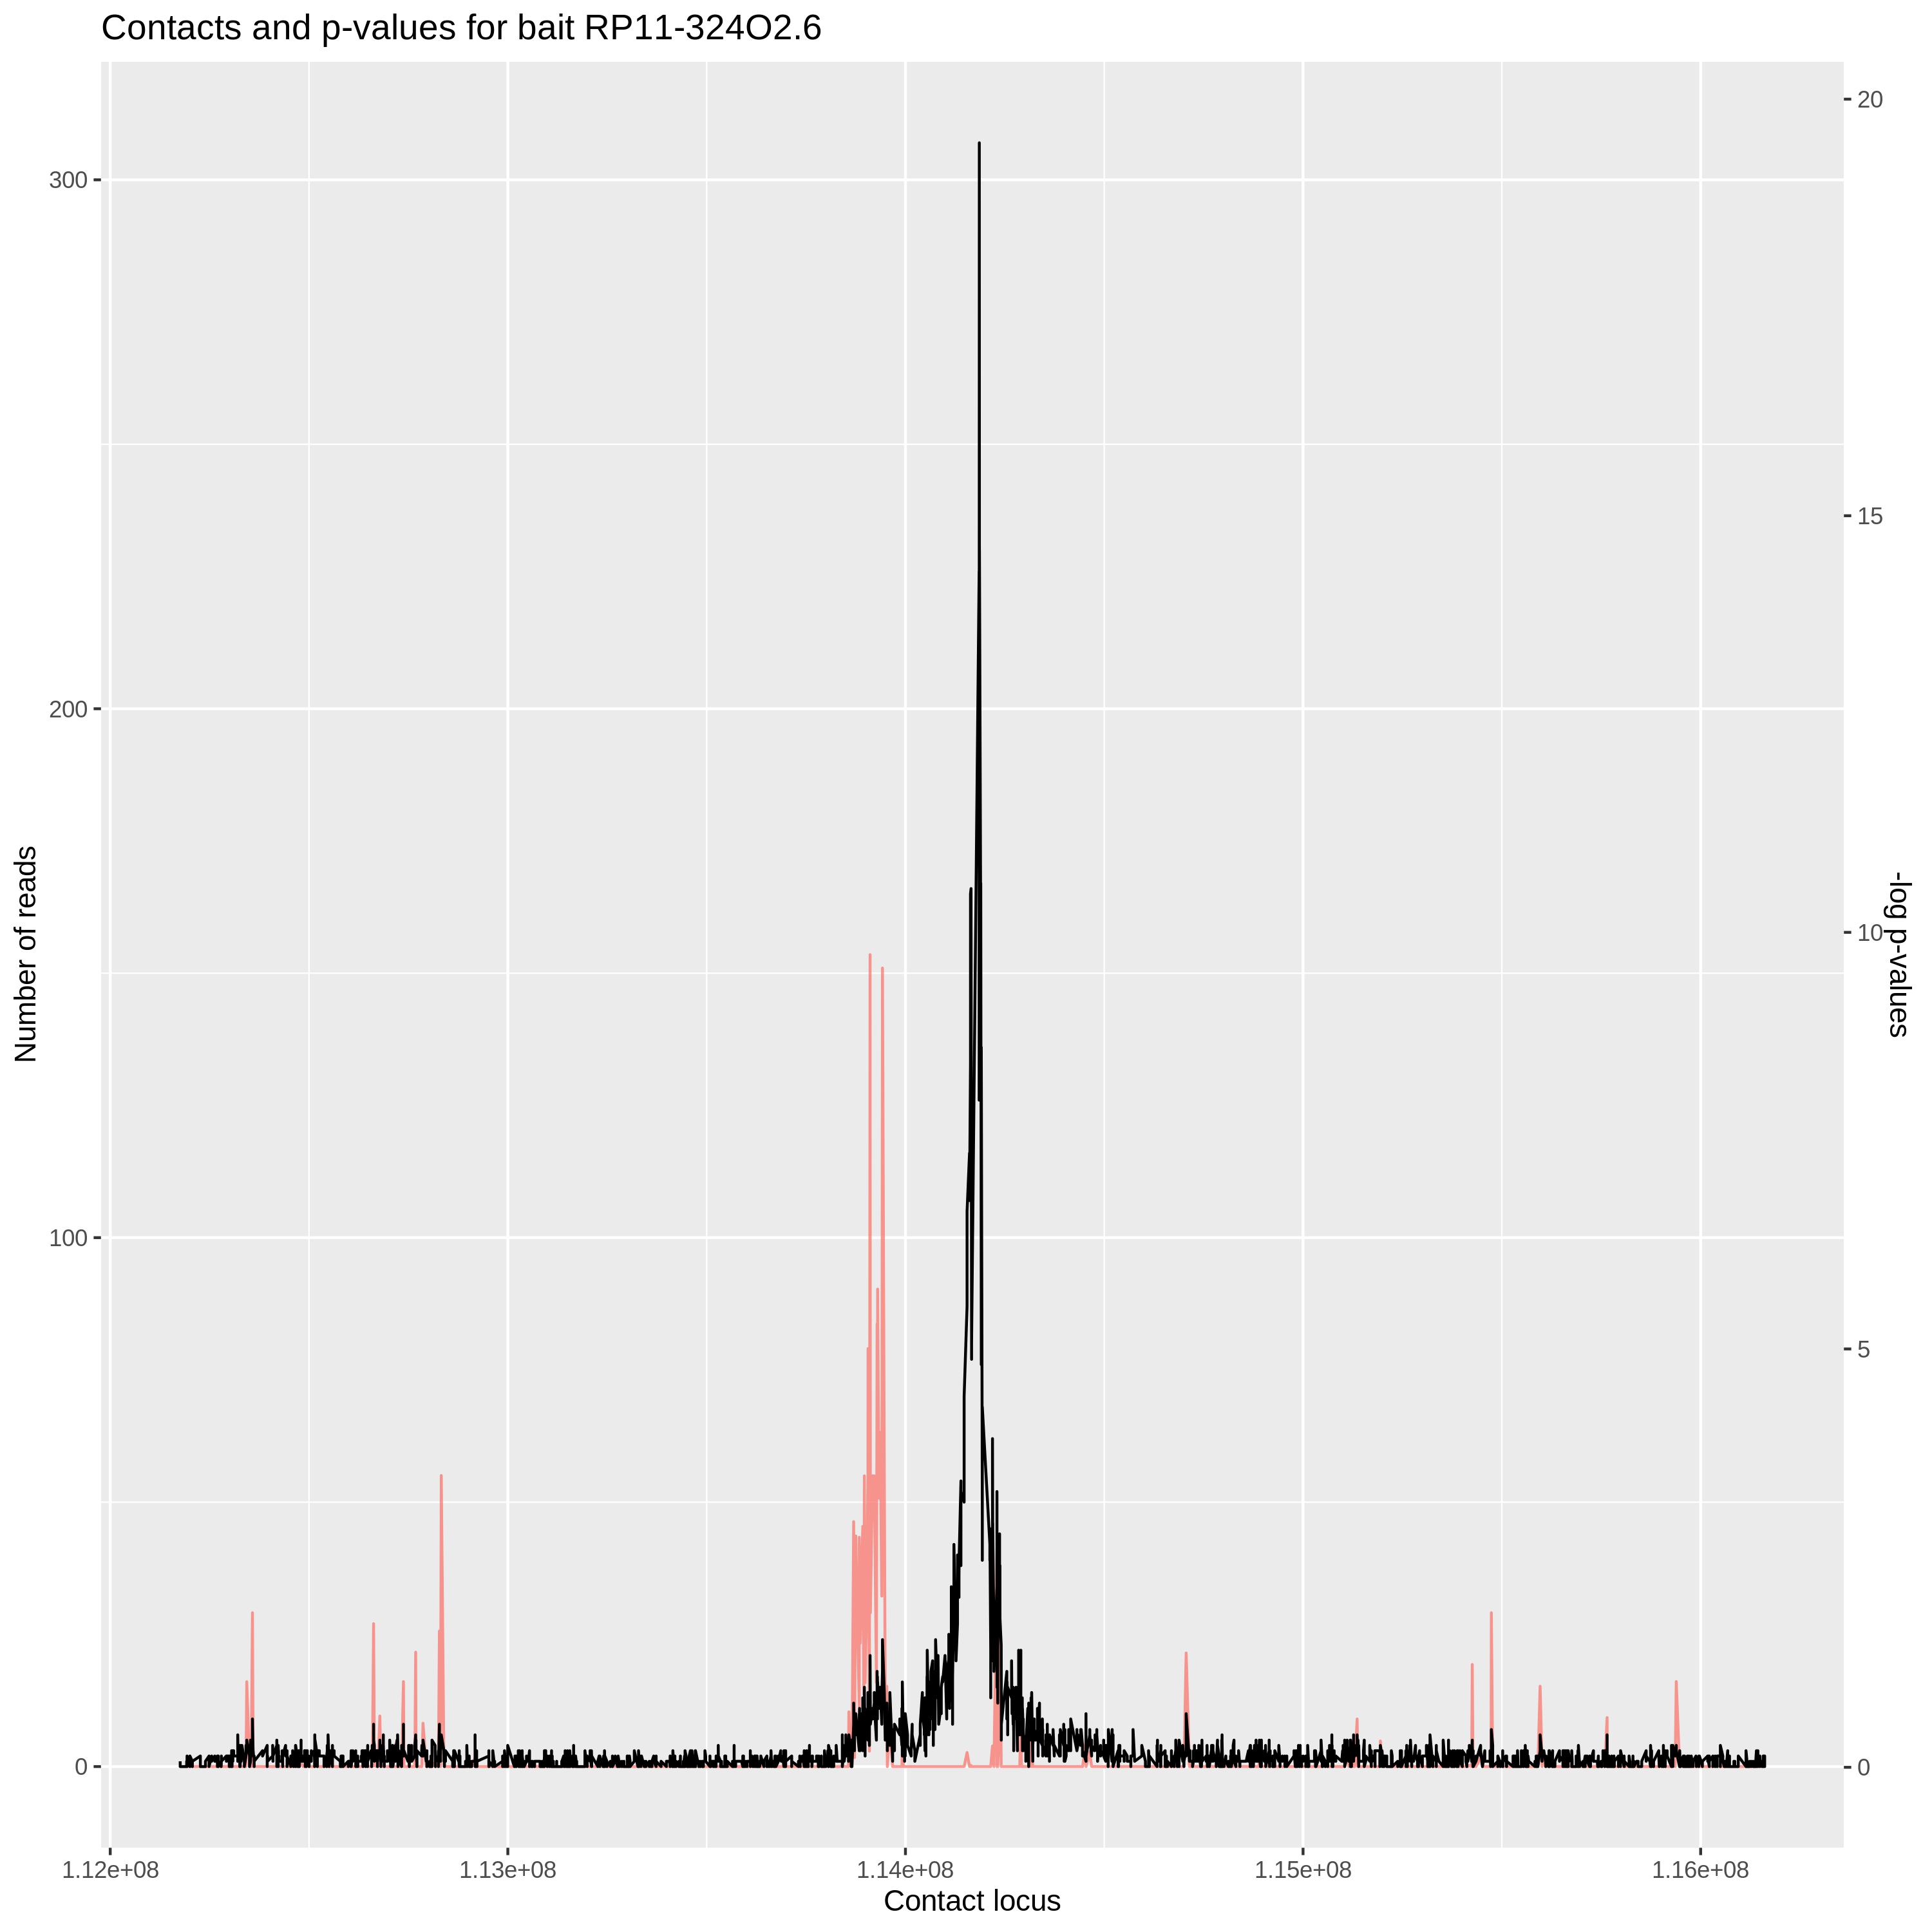 Contacts and p-values for bait RP11-324O2.6
300
200
100
0
Number of reads
20
15
10
5
0
-log p-values
1.12e+08
1.13e+08
1.14e+08
1.15e+08
1.16e+08
Contact locus